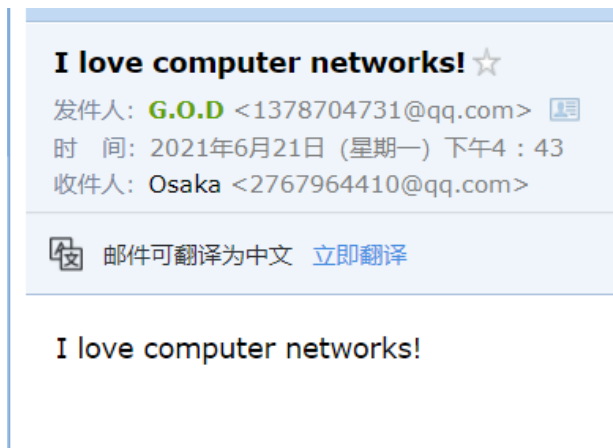 I love computer networks!
发件人: G.O.D <1378704731@qq.com>
时 间: 2021年6月21日 (星期一) 下午4 : 43
收件人: Osaka <2767964410@qq.com>
邮件可翻译为中文 立即翻译
I love computer networks!